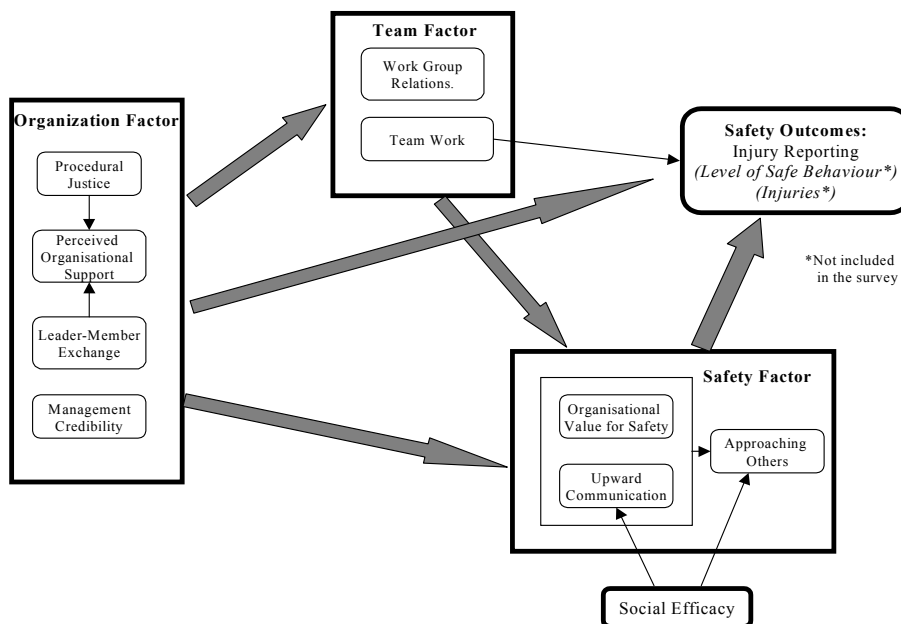 Team Factor
Work Group
Relations.
Team Work
Organization Factor
Procedural
Justice
Perceived
Organisational
Support
Leader-Member
Exchange
Management
Credibility
Safety Outcomes:
Injury Reporting
(Level of Safe Behaviour*)
(Injuries*)
*Not included
in the survey
Safety Factor
Organisational
Value for Safety
Upward
Communication
Approaching
Others
Social Efficacy